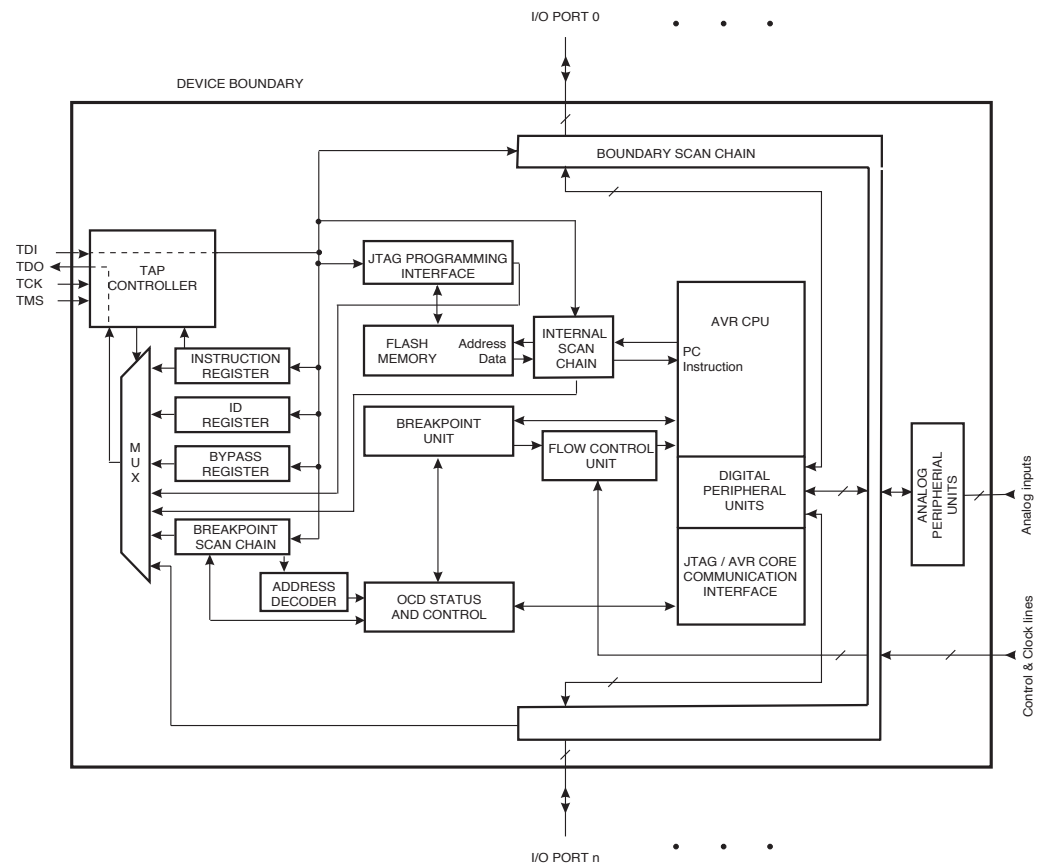 I/O PORT 0
DEVICE BOUNDARY
BOUNDARY SCAN CHAIN
TDI
TDO
TCK
TMS
TAP
CONTROLLER
JTAG PROGRAMMING
INTERFACE
AVR CPU
FLASH
MEMORY
Address
Data
INTERNAL
SCAN
CHAIN
PC
Instruction
INSTRUCTION
REGISTER
ID
REGISTER
M
U
X
BREAKPOINT
UNIT
FLOW CONTROL
UNIT
BYPASS
REGISTER
DIGITAL
PERIPHERAL
UNITS
ANALOG
PERIPHERIAL
UNITS
Analog inputs
BREAKPOINT
SCAN CHAIN
JTAG / AVR CORE
COMMUNICATION
INTERFACE
ADDRESS
DECODER
OCD STATUS
AND CONTROL
Control & Clock lines
I/O PORT n